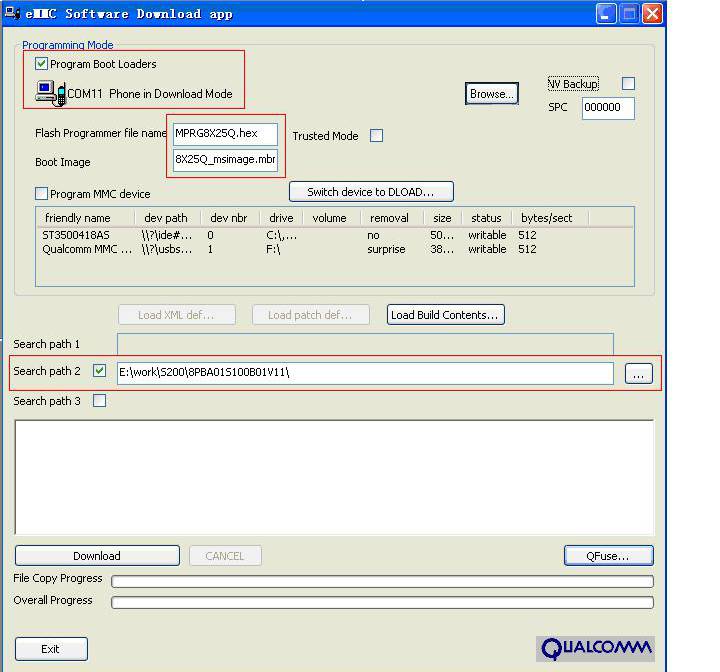 eMMC Software Download app
Programming Mode
Program Boot Loaders
COM11 Phone in Download Mode
Browse...
NV Backup
SPC 000000
Flash Programmer file name MPRG8X25Q.hex Trusted Mode
Boot Image 8X25Q_msimage.mbn
Program MMC device Switch device to DLOAD...
friendly name dev path dev nbr drive volume removal size status bytes/sect
ST3500418AS \\?\ide#... 0 C:\,... no 50... writable 512
Qualcomm MMC ... \\?\usbs... 1 F:\ surprise 38... writable 512
Load XML def... Load patch def... Load Build Contents...
Search path 1
Search path 2 E:\work\S200\8PBA01S100B01V11\ ...
Search path 3
Download CANCEL QFuse...
File Copy Progress
Overall Progress
Exit QUALCOMM